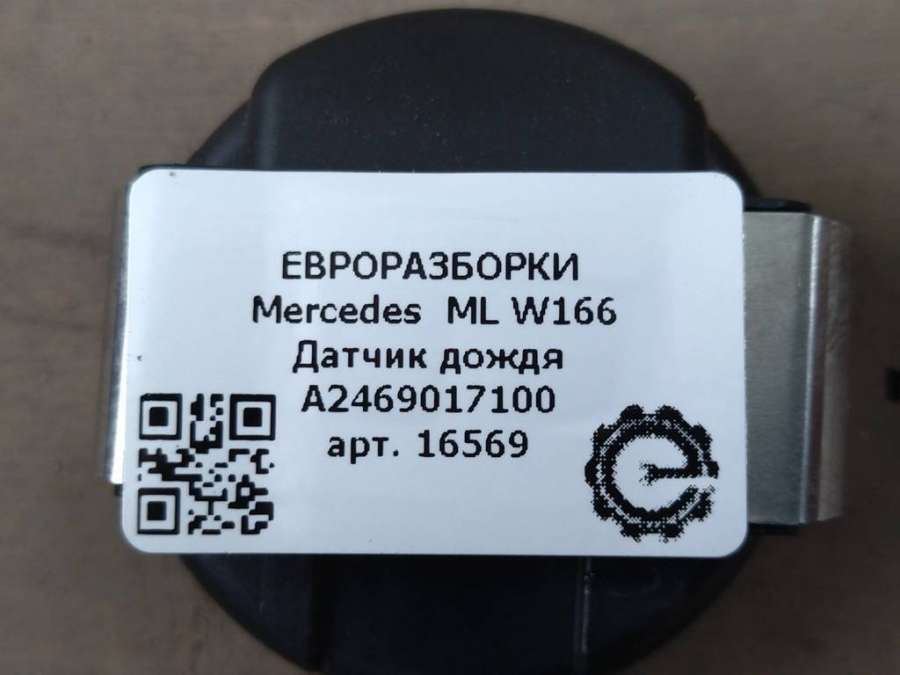 ЕВРОРАЗБОРКИ
Mercedes ML W166
Датчик дождя
A2469017100
арт. 16569